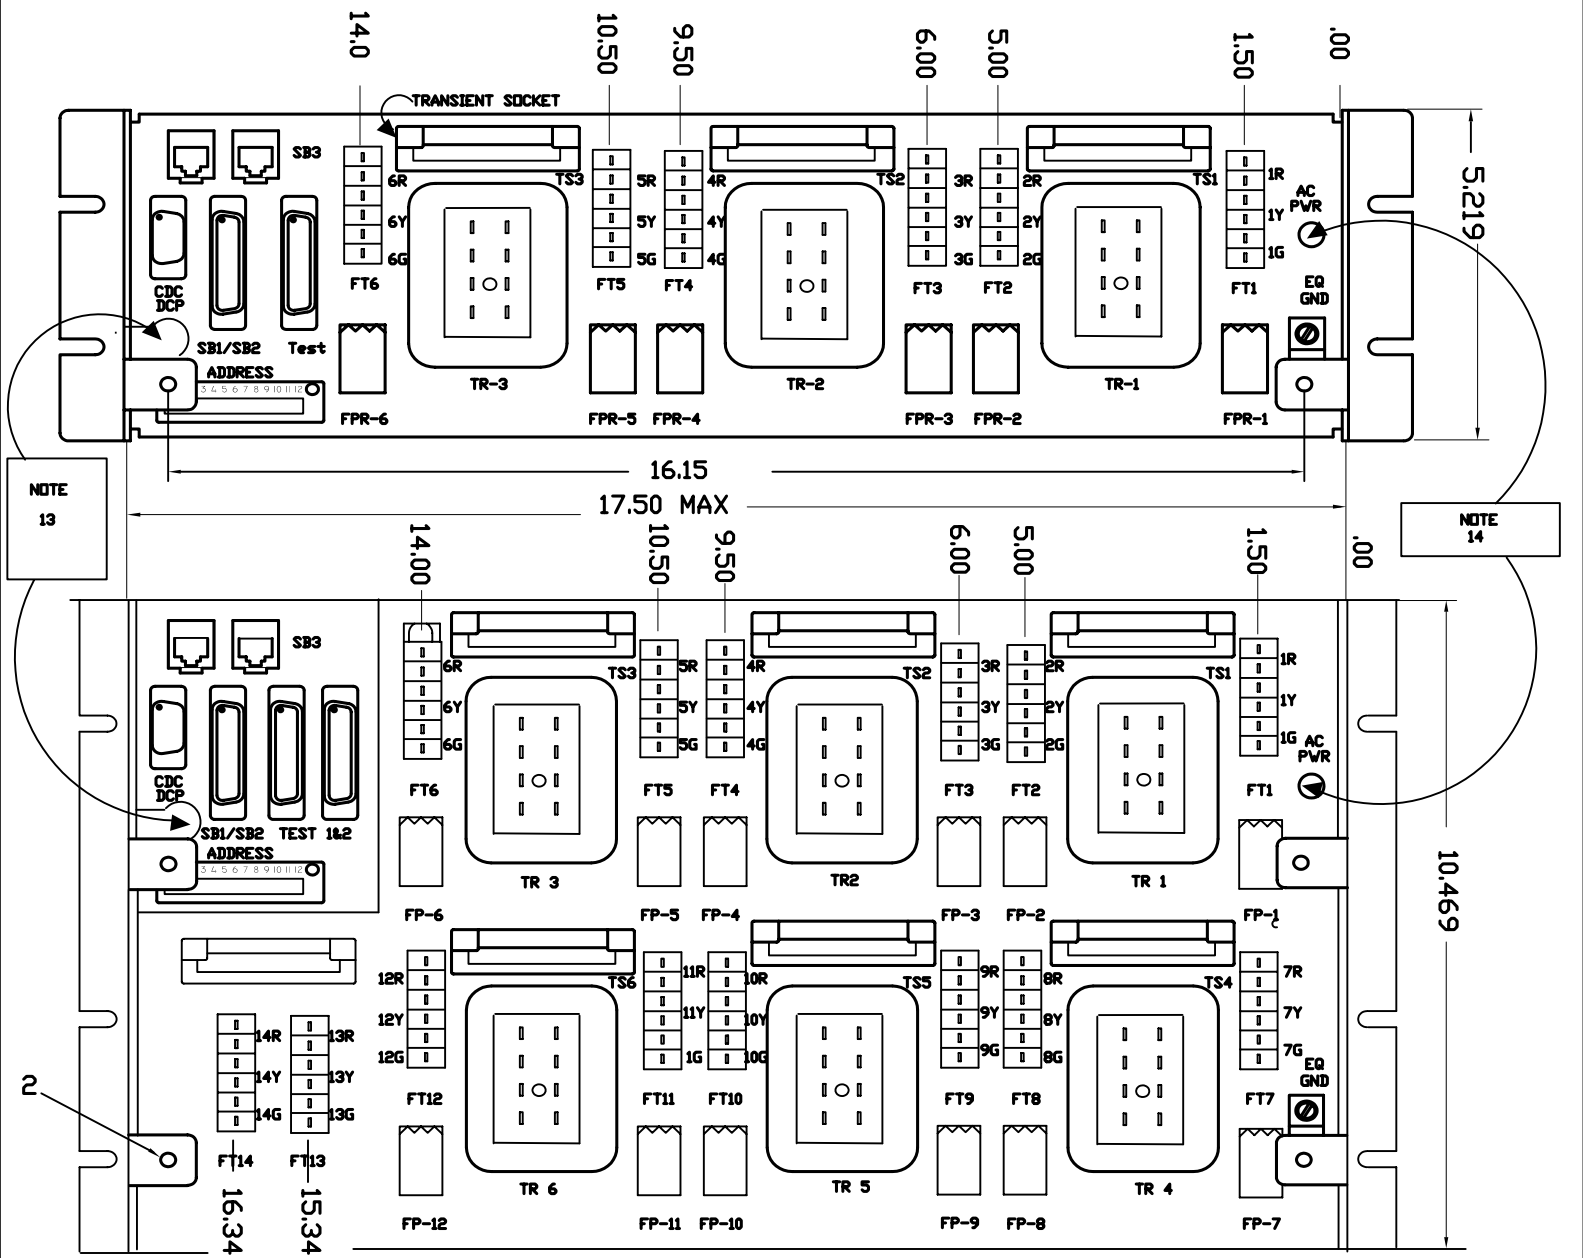 14.0
10.50
9.50
6.00
5.00
1.50
.00
TRANSIENT SOCKET
SB3
TS3
TS2
TS1
6R
5R
4R
3R
2R
1R
AC
PWR
6Y
5Y
4Y
3Y
2Y
1Y
6G
5G
4G
3G
2G
1G
5.219
FT6
FT5
FT4
FT3
FT2
FT1
EQ
GND
CDC
DCP
SB1/SB2
Test
ADDRESS
3 4 5 6 7 8 9 10 11 12
TR-3
TR-2
TR-1
FPR-6
FPR-5
FPR-4
FPR-3
FPR-2
FPR-1
16.15
17.50 MAX
NOTE
13
NOTE
14
14.00
10.50
9.50
6.00
5.00
1.50
.00
SB3
TS3
TS2
TS1
6R
5R
4R
3R
2R
1R
6Y
5Y
4Y
3Y
2Y
1Y
6G
5G
4G
3G
2G
1G
AC
PWR
CDC
DCP
FT6
FT5
FT4
FT3
FT2
FT1
SB1/SB2
TEST 1&2
ADDRESS
3 4 5 6 7 8 9 10 11 12
TR 3
TR2
TR 1
10.469
FP-6
FP-5
FP-4
FP-3
FP-2
FP-1
TS6
TS5
TS4
12R
11R
10R
9R
8R
7R
12Y
11Y
10Y
9Y
8Y
7Y
12G
1G
10G
9G
8G
7G
14R
13R
14Y
13Y
14G
13G
EQ
GND
2
FT12
FT11
FT10
FT9
FT8
FT7
FT14
FT13
TR 6
TR 5
TR 4
16.34
15.34
FP-12
FP-11
FP-10
FP-9
FP-8
FP-7